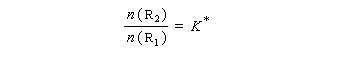 n(R₂)/n(R₁) = K*